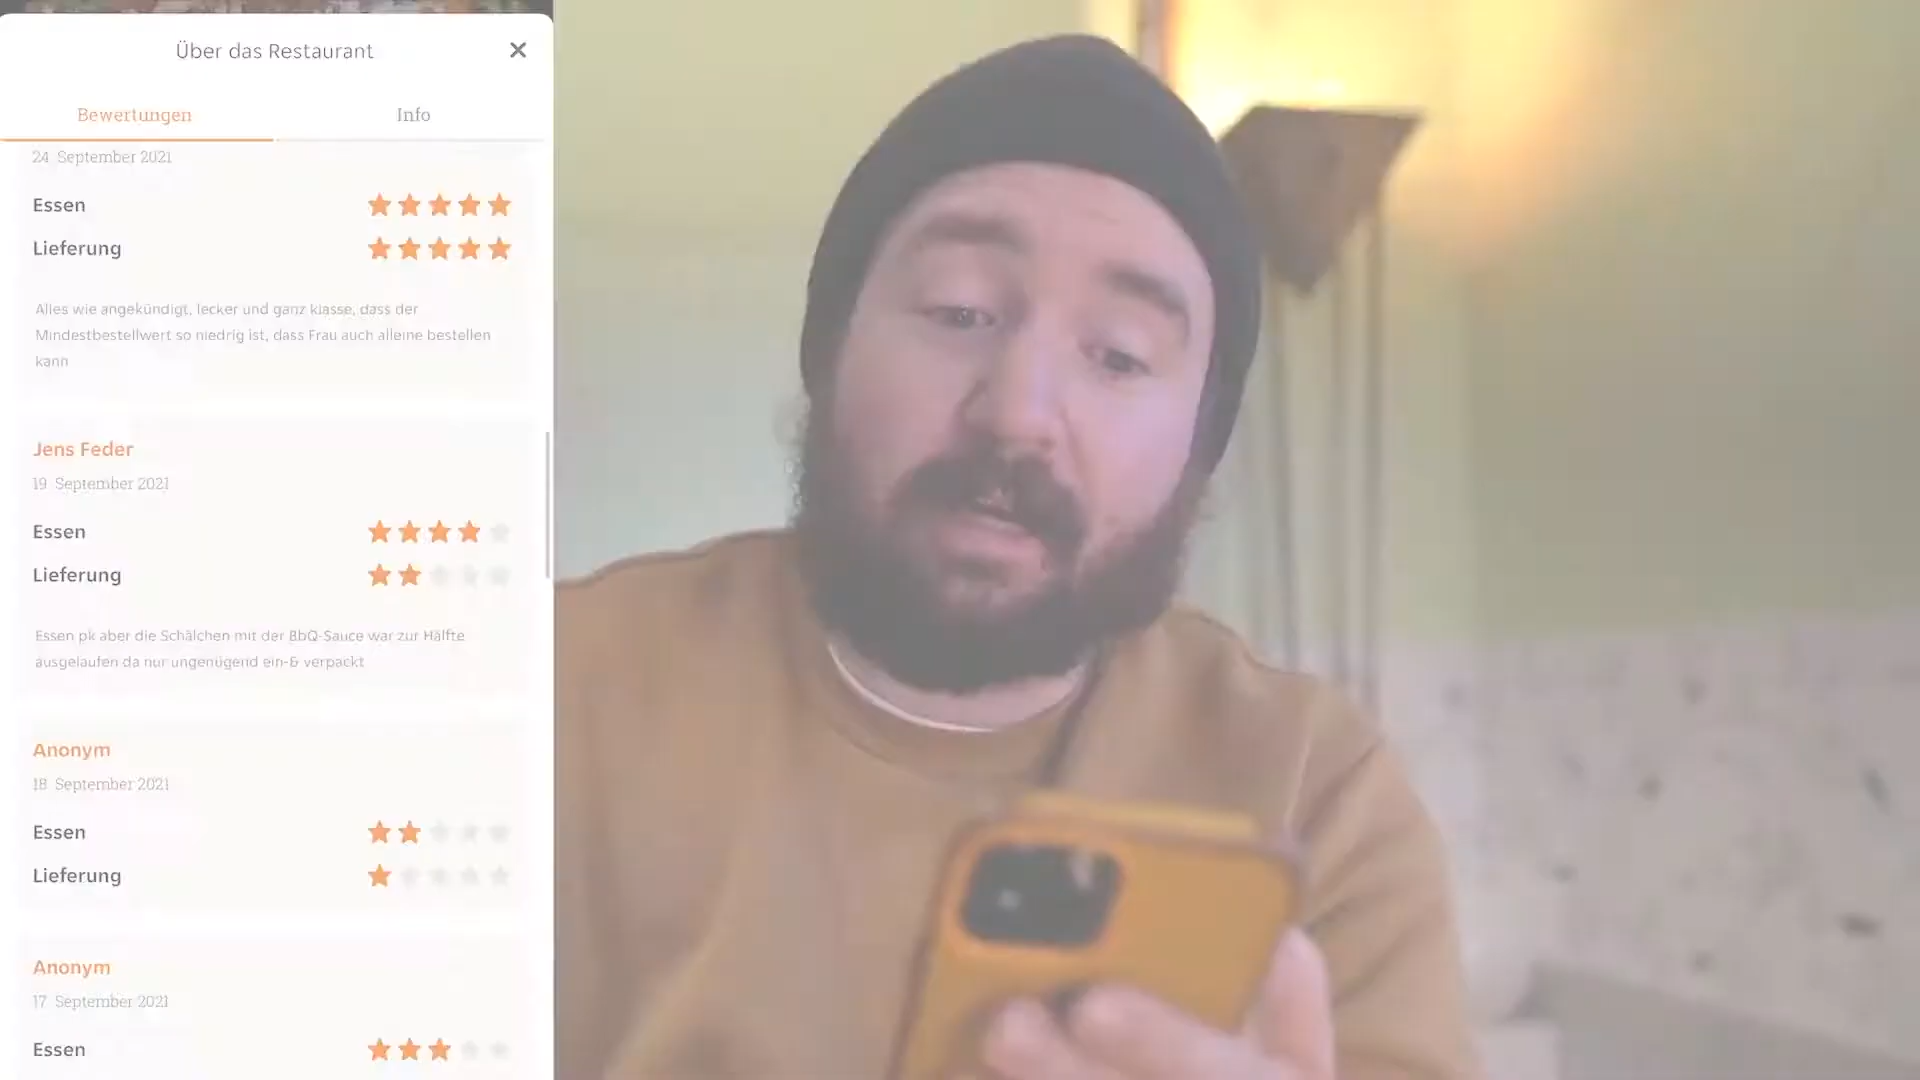 Über das Restaurant
Bewertungen Info
24. September 2021
Essen
Lieferung
Alles wie angekündigt, lecker und ganz klasse, dass der
Mindestbestellwert so niedrig ist, dass Frau auch alleine bestellen
kann
Jens Feder
19. September 2021
Essen
Lieferung
Essen pk aber die Schälchen mit der BbQ-Sauce war zur Hälfte
ausgelaufen da nur ungenügend ein-& verpackt
Anonym
18. September 2021
Essen
Lieferung
Anonym
17. September 2021
Essen